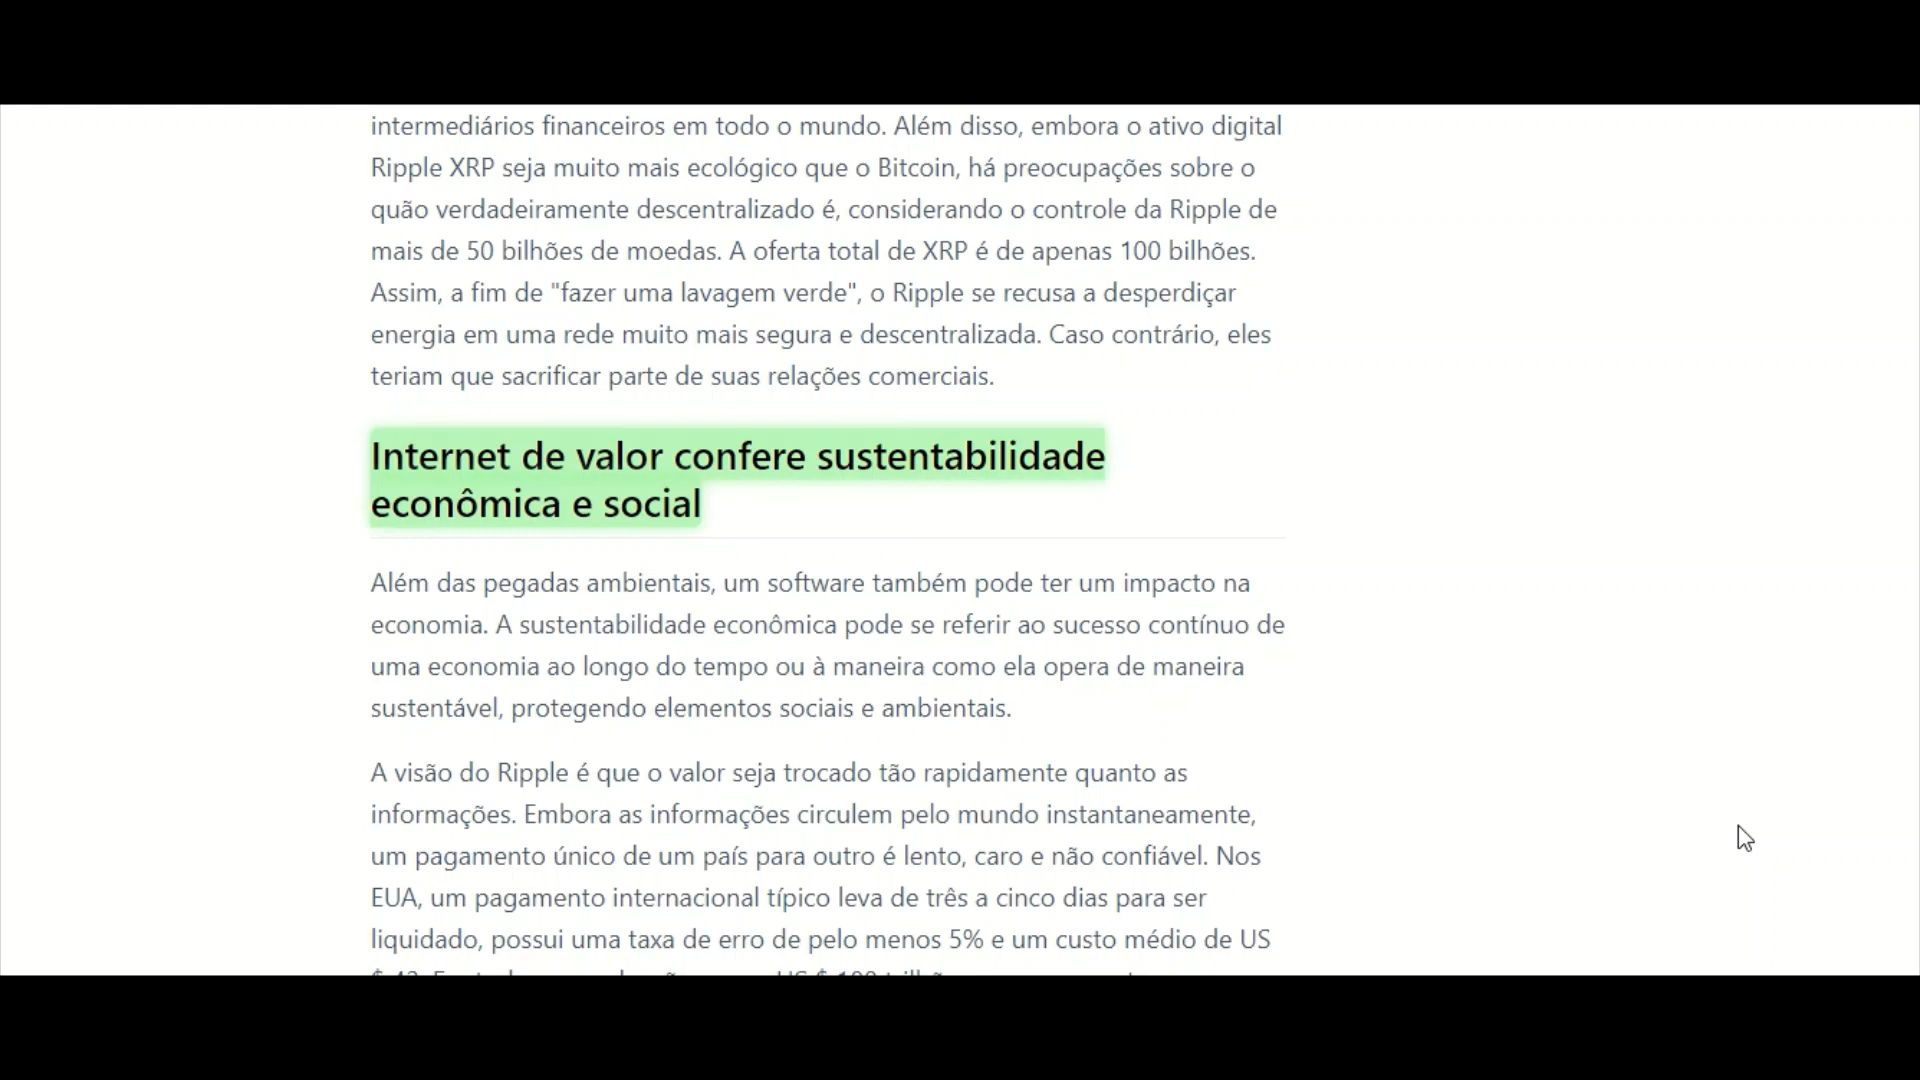 intermediários financeiros em todo o mundo. Além disso, embora o ativo digital
Ripple XRP seja muito mais ecológico que o Bitcoin, há preocupações sobre o
quão verdadeiramente descentralizado é, considerando o controle da Ripple de
mais de 50 bilhões de moedas. A oferta total de XRP é de apenas 100 bilhões.
Assim, a fim de "fazer uma lavagem verde", o Ripple se recusa a desperdiçar
energia em uma rede muito mais segura e descentralizada. Caso contrário, eles
teriam que sacrificar parte de suas relações comerciais.
Internet de valor confere sustentabilidade
econômica e social
Além das pegadas ambientais, um software também pode ter um impacto na
economia. A sustentabilidade econômica pode se referir ao sucesso contínuo de
uma economia ao longo do tempo ou à maneira como ela opera de maneira
sustentável, protegendo elementos sociais e ambientais.
A visão do Ripple é que o valor seja trocado tão rapidamente quanto as
informações. Embora as informações circulem pelo mundo instantaneamente,
um pagamento único de um país para outro é lento, caro e não confiável. Nos
EUA, um pagamento internacional típico leva de três a cinco dias para ser
liquidado, possui uma taxa de erro de pelo menos 5% e um custo médio de US